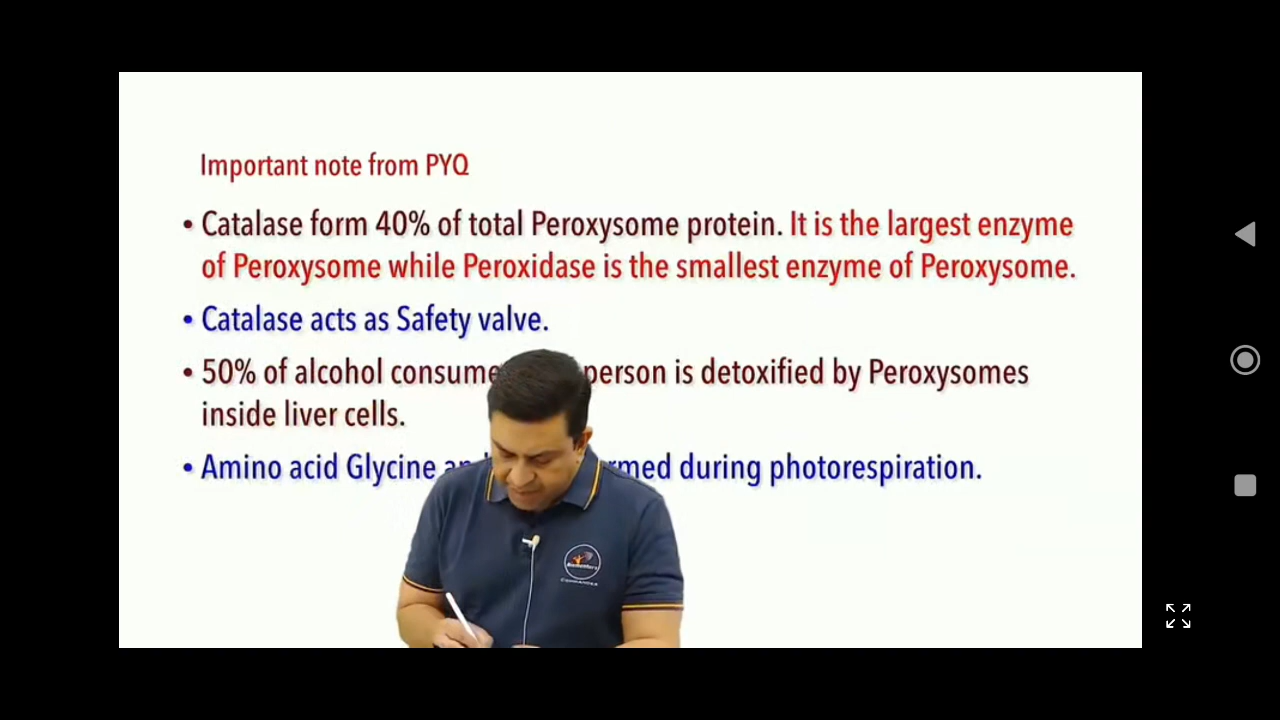 Important note from PYQ
• Catalase form 40% of total Peroxysome protein. It is the largest enzyme
of Peroxysome while Peroxidase is the smallest enzyme of Peroxysome.
• Catalase acts as Safety valve.
• 50% of alcohol person is detoxified by Peroxysomes
inside liver cells.
• Amino acid Glycine during photorespiration.